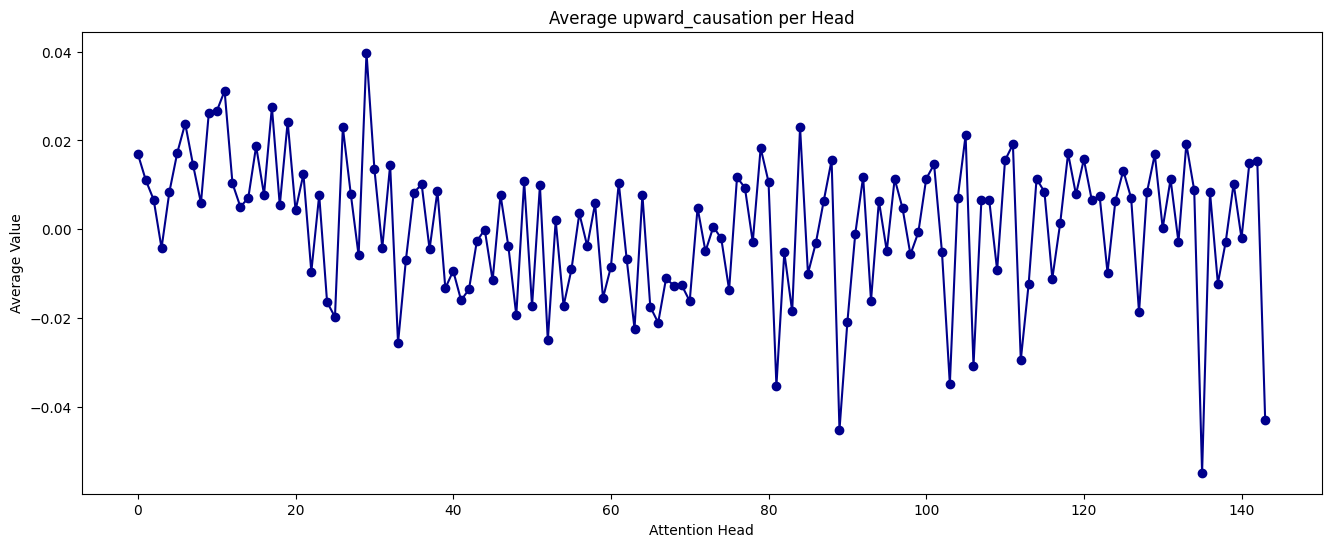 Average upward_causation per Head
Average Value
0.04
0.02
0.00
−0.02
−0.04
0 20 40 60 80 100 120 140
Attention Head